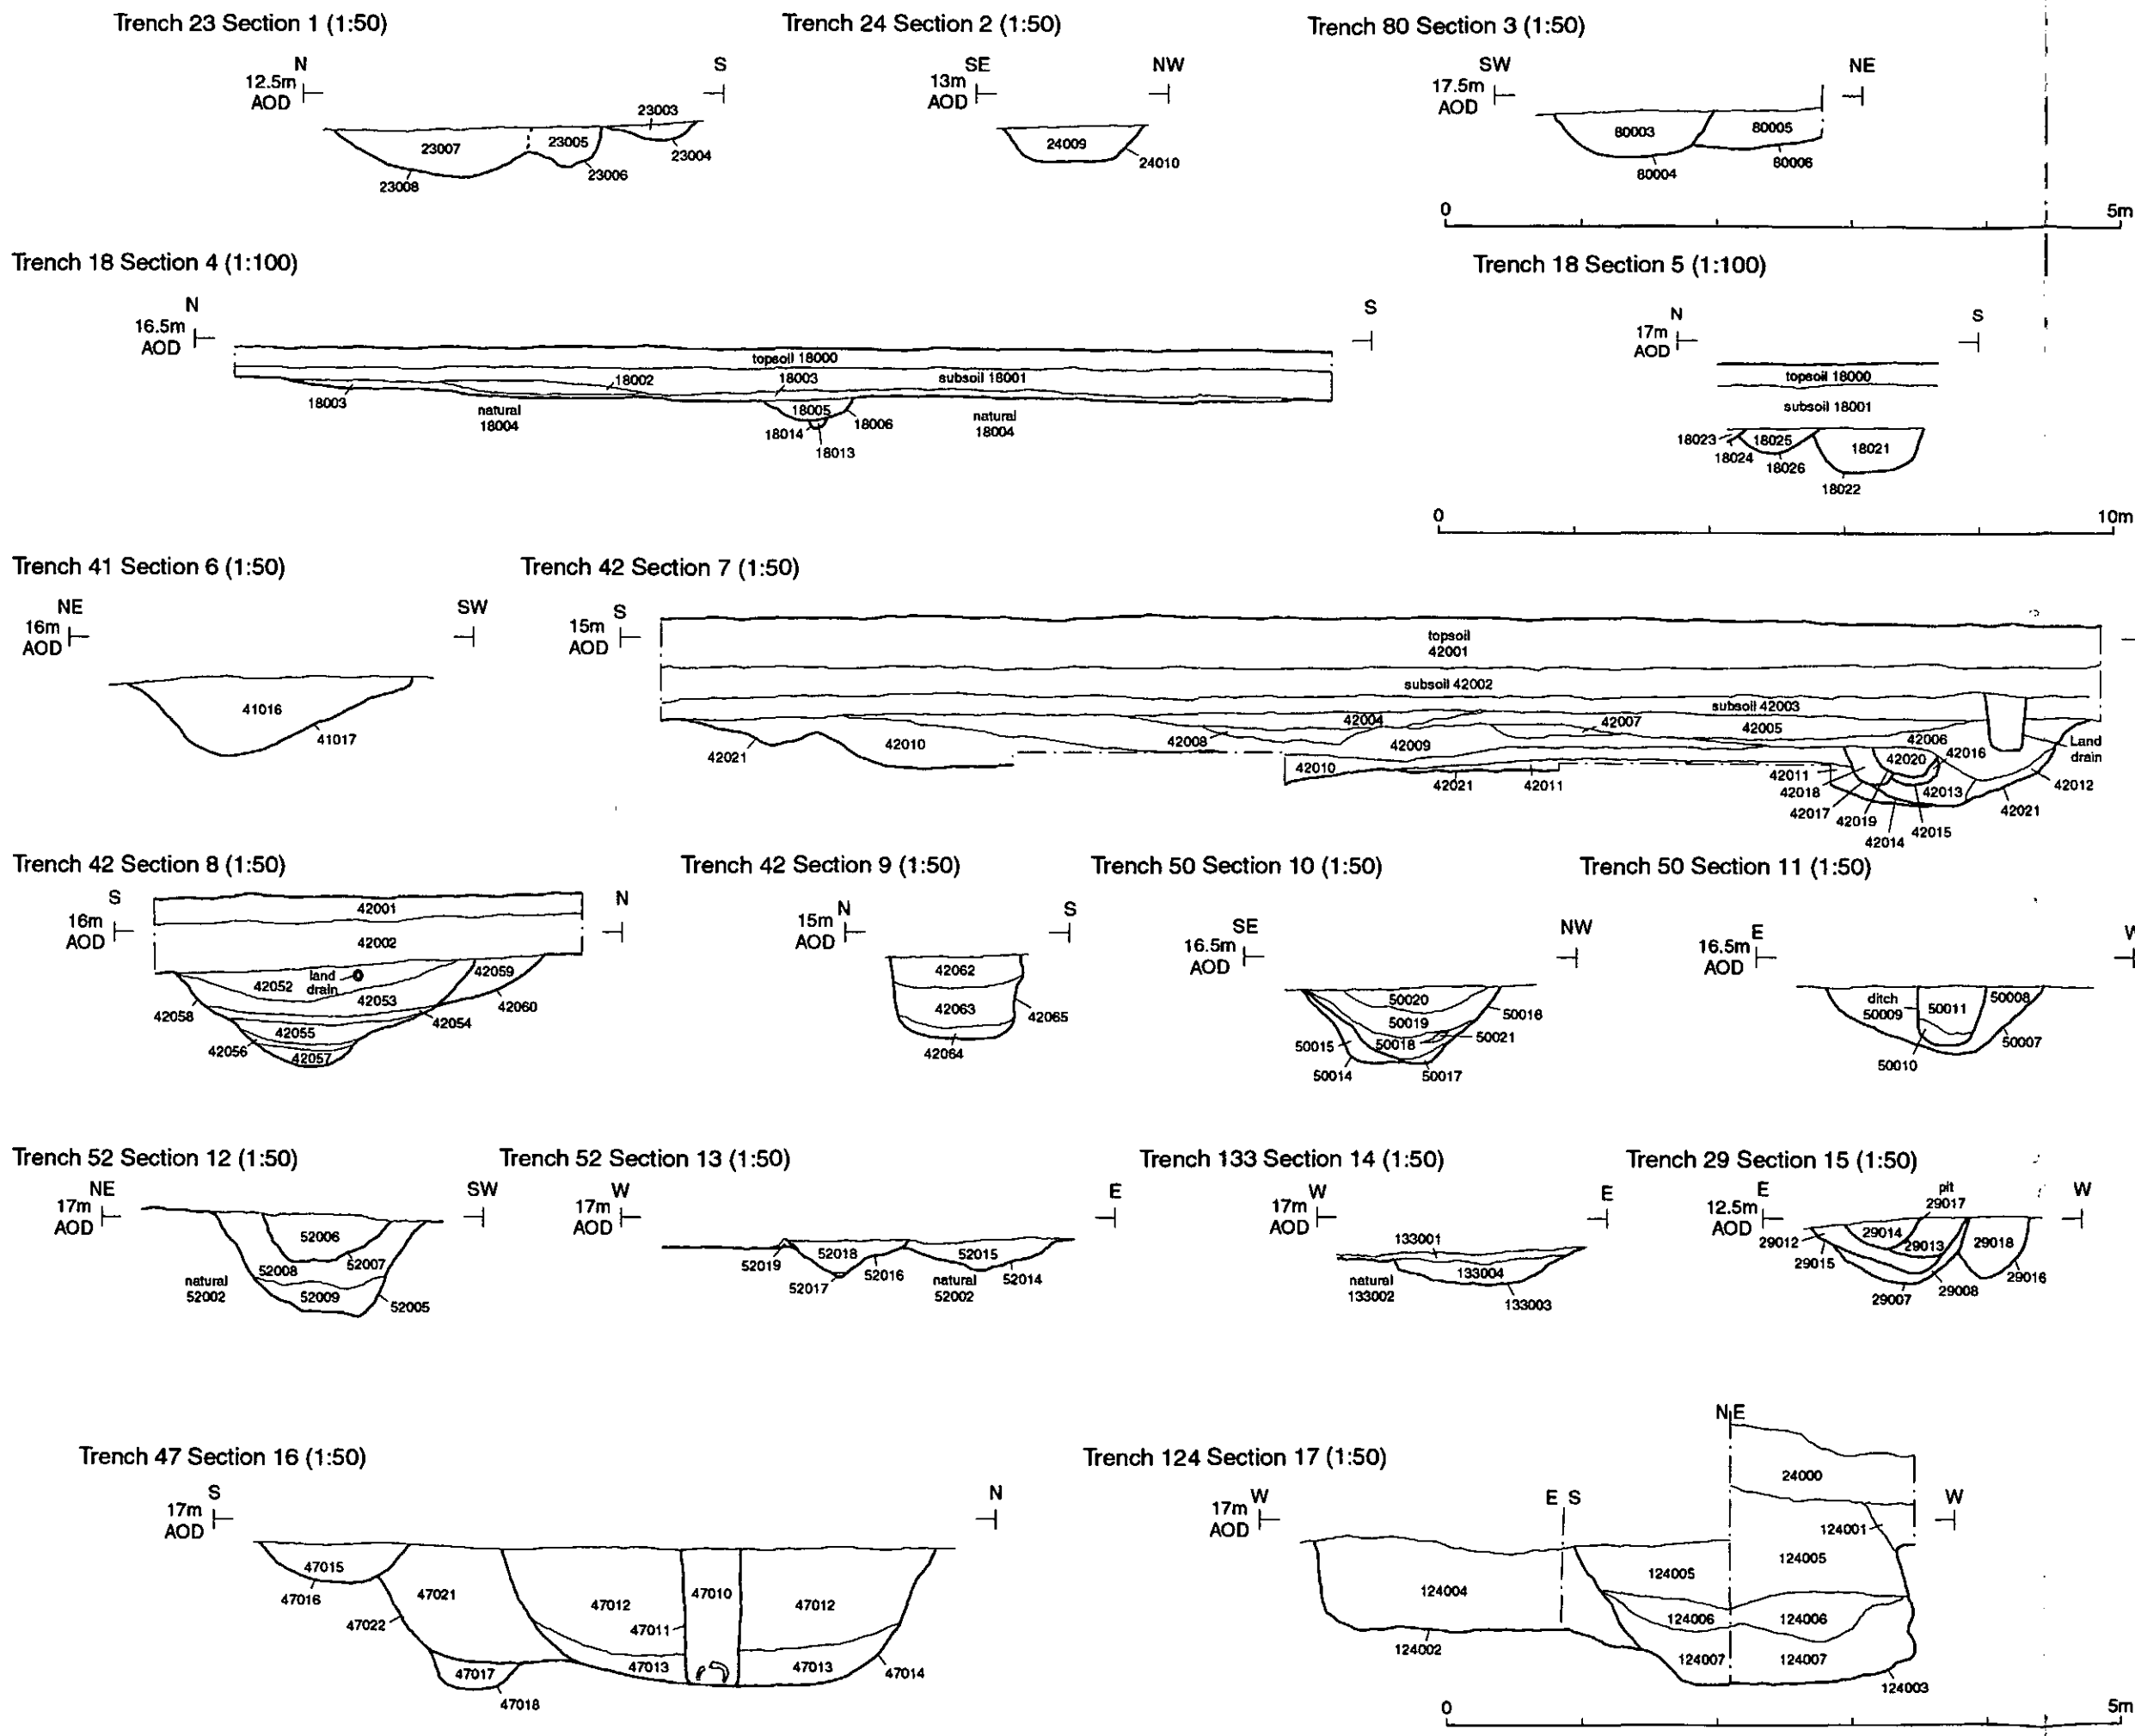 Trench 23 Section 1 (1:50)
N
12.5m
AOD
S
23003
23007
23005
23004
23008
23006
Trench 24 Section 2 (1:50)
SE
13m
AOD
NW
24009
24010
Trench 80 Section 3 (1:50)
SW
17.5m
AOD
NE
80003
80005
80004
80006
0
5m
Trench 18 Section 4 (1:100)
N
16.5m
AOD
S
topsoil 18000
18002
18003
subsoil 18001
18003
natural
18004
18005
18006
natural
18004
18014
18013
Trench 18 Section 5 (1:100)
N
17m
AOD
S
topsoil 18000
subsoil 18001
18023
18025
18021
18024
18026
18022
0
10m
Trench 41 Section 6 (1:50)
NE
16m
AOD
SW
41016
41017
Trench 42 Section 7 (1:50)
S
15m
AOD
topsoil
42001
subsoil 42002
subsoil 42003
42004
42007
42005
42021
42010
42008
42009
42006
42016
Land
drain
42010
42021
42011
42011
42020
42018
42013
42012
42017
42019
42015
42021
42014
Trench 42 Section 8 (1:50)
S
16m
AOD
N
42001
42002
land
drain
42052
42053
42059
42058
42060
42054
42055
42056
42057
Trench 42 Section 9 (1:50)
N
15m
AOD
S
42062
42063
42065
42064
Trench 50 Section 10 (1:50)
SE
16.5m
AOD
NW
50020
50019
50016
50015
50018
50021
50014
50017
Trench 50 Section 11 (1:50)
E
16.5m
AOD
W
ditch
50009
50011
50008
50007
50010
Trench 52 Section 12 (1:50)
NE
17m
AOD
SW
52006
52007
52008
natural
52002
52009
52005
Trench 52 Section 13 (1:50)
W
17m
AOD
E
52018
52015
52019
52017
52016
natural
52002
52014
Trench 133 Section 14 (1:50)
W
17m
AOD
E
133001
133004
natural
133002
133003
Trench 29 Section 15 (1:50)
E
12.5m
AOD
W
pit
29017
29012
29014
29013
29018
29015
29007
29008
29016
Trench 47 Section 16 (1:50)
S
17m
AOD
N
47015
47016
47021
47012
47010
47012
47022
47011
47017
47013
47013
47014
47018
Trench 124 Section 17 (1:50)
W
17m
AOD
E S
N E
W
24000
124001
124005
124005
124004
124006
124006
124002
124007
124007
124003
0
5m